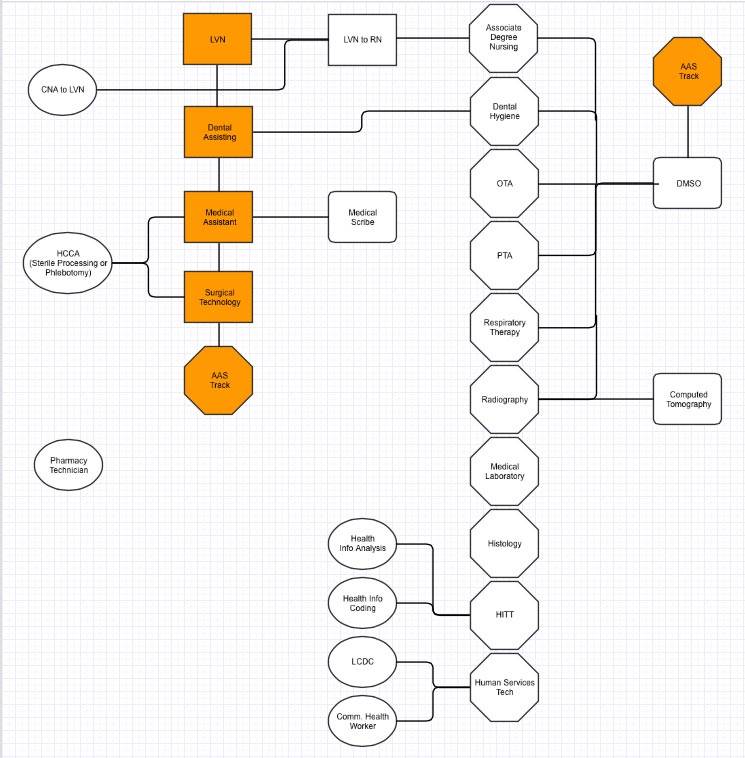 LVN
LVN to RN
Associate
Degree
Nursing
AAS
Track
CNA to LVN
Dental
Assisting
Dental
Hygiene
OTA
DMSO
Medical
Assistant
Medical
Scribe
HCCA
(Sterile Processing or
Phlebotomy)
PTA
Surgical
Technology
Respiratory
Therapy
AAS
Track
Radiography
Computed
Tomography
Pharmacy
Technician
Medical
Laboratory
Health
Info Analysis
Histology
Health Info
Coding
HITT
LCDC
Human Services
Tech
Comm. Health
Worker